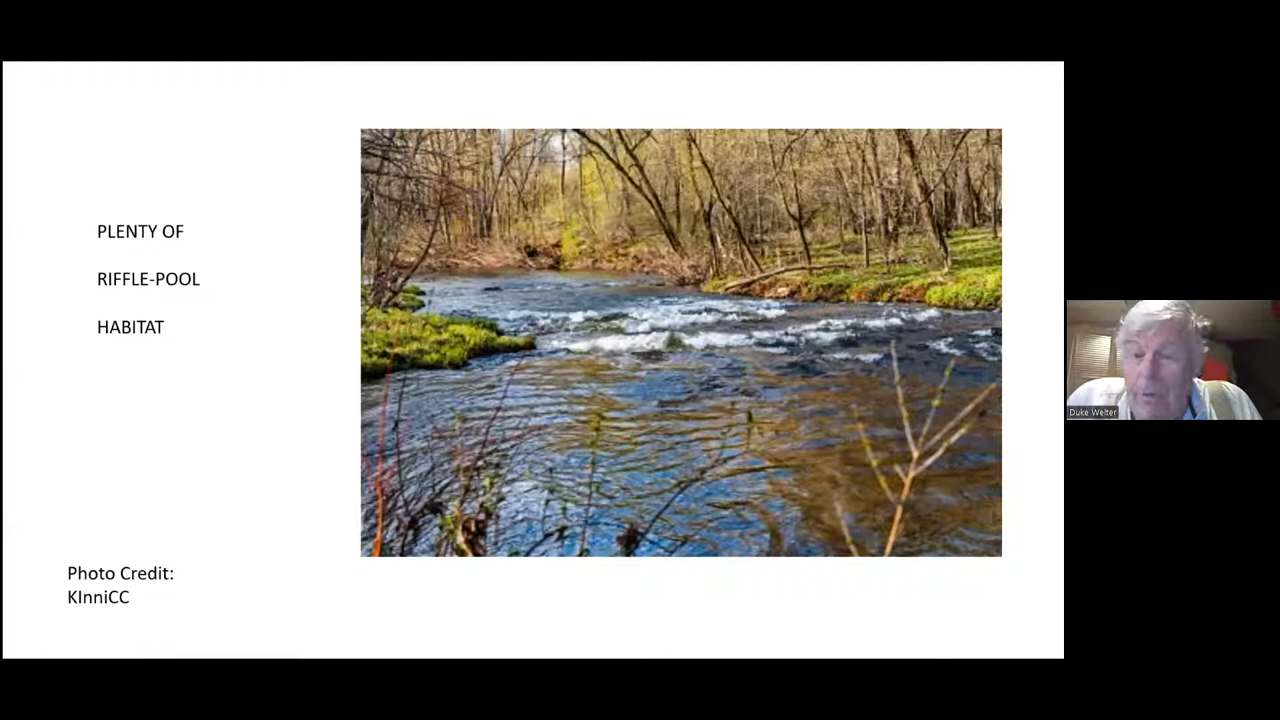 PLENTY OF
RIFFLE-POOL
HABITAT
Photo Credit:
KInniCC
Duke Welter